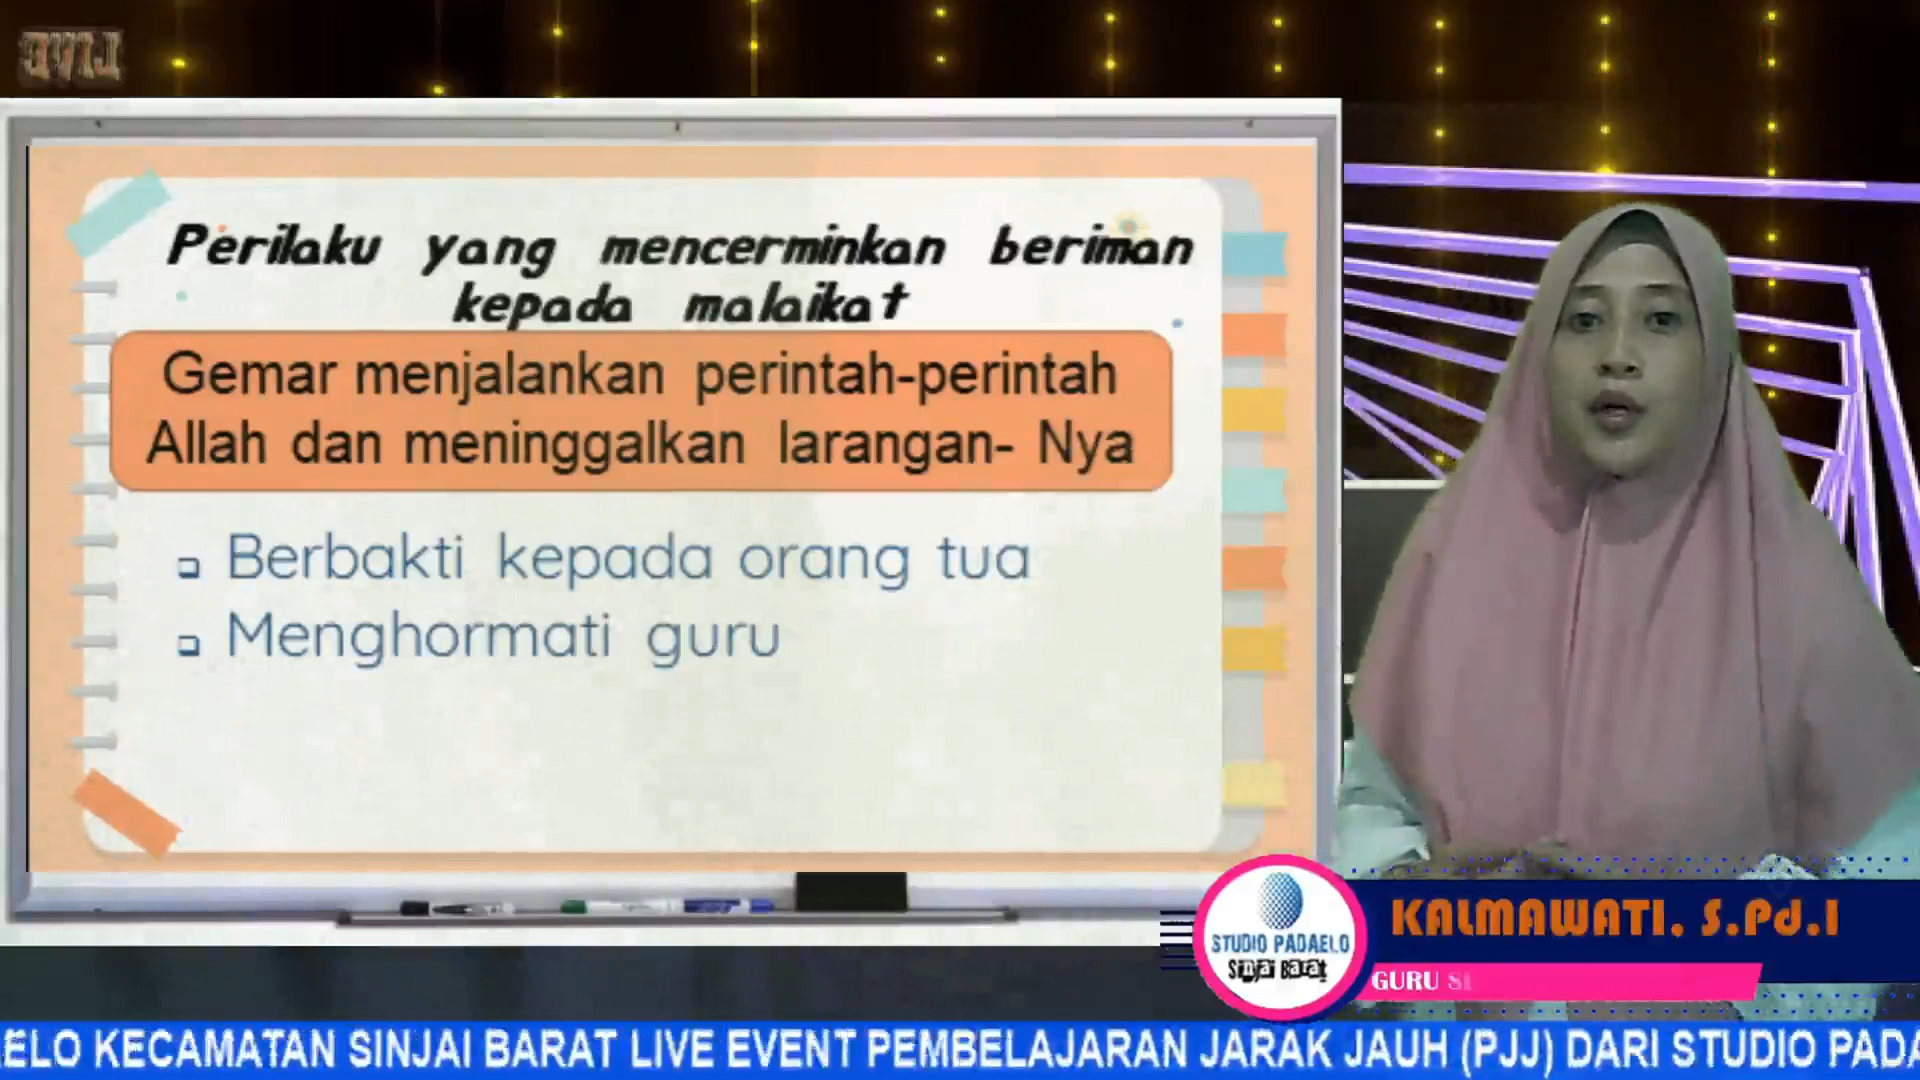 LIVE
Perilaku yang mencerminkan beriman
kepada malaikat
Gemar menjalankan perintah-perintah
Allah dan meninggalkan larangan- Nya
Berbakti kepada orang tua
Menghormati guru
STUDIO PADAELO
Sinjai Barat
KALMAWATI, S.Pd.I
GURU
ELO KECAMATAN SINJAI BARAT LIVE EVENT PEMBELAJARAN JARAK JAUH (PJJ) DARI STUDIO PADA